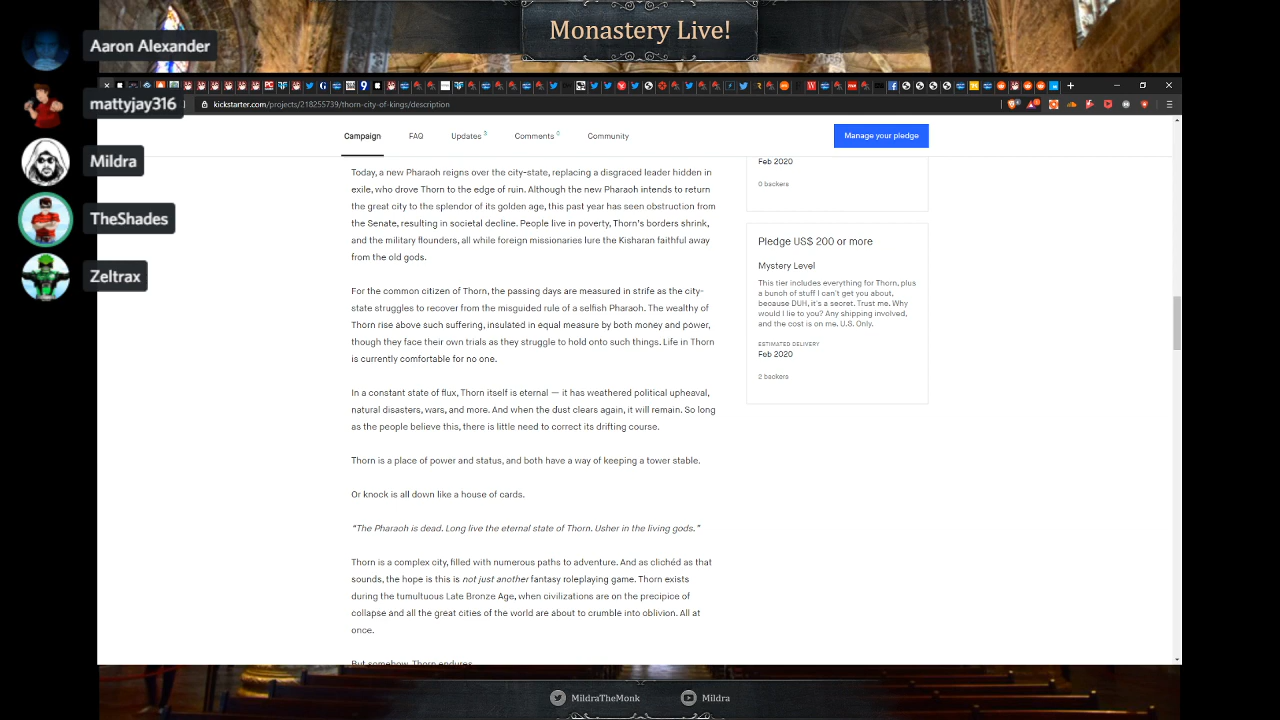 Monastery Live!
Aaron Alexander
mattyjay316
Mildra
TheShades
Zeltrax
kickstarter.com/projects/218255739/thorn-city-of-kings/description
Campaign
FAQ
Updates 3
Comments 0
Community
Manage your pledge
Today, a new Pharaoh reigns over the city-state, replacing a disgraced leader hidden in
exile, who drove Thorn to the edge of ruin. Although the new Pharaoh intends to return
the great city to the splendor of its golden age, this past year has seen obstruction from
the Senate, resulting in societal decline. People live in poverty, Thorn's borders shrink,
and the military flounders, all while foreign missionaries lure the Kisharan faithful away
from the old gods.
For the common citizen of Thorn, the passing days are measured in strife as the city-
state struggles to recover from the misguided rule of a selfish Pharaoh. The wealthy of
Thorn rise above such suffering, insulated in equal measure by both money and power,
though they face their own trials as they struggle to hold onto such things. Life in Thorn
is currently comfortable for no one.
In a constant state of flux, Thorn itself is eternal — it has weathered political upheaval,
natural disasters, wars, and more. And when the dust clears again, it will remain. So long
as the people believe this, there is little need to correct its drifting course.
Thorn is a place of power and status, and both have a way of keeping a tower stable.
Or knock is all down like a house of cards.
“The Pharaoh is dead. Long live the eternal state of Thorn. Usher in the living gods.”
Thorn is a complex city, filled with numerous paths to adventure. And as clichéd as that
sounds, the hope is this is not just another fantasy roleplaying game. Thorn exists
during the tumultuous Late Bronze Age, when civilizations are on the precipice of
collapse and all the great cities of the world are about to crumble into oblivion. All at
once.
But somehow, Thorn endures.
Feb 2020
0 backers
Pledge US$ 200 or more
Mystery Level
This tier includes everything for Thorn, plus
a bunch of stuff I can't get you about,
because DUH, it's a secret. Trust me. Why
would I lie to you? Any shipping involved,
and the cost is on me. U.S. Only.
ESTIMATED DELIVERY
Feb 2020
2 backers
MildraTheMonk
Mildra